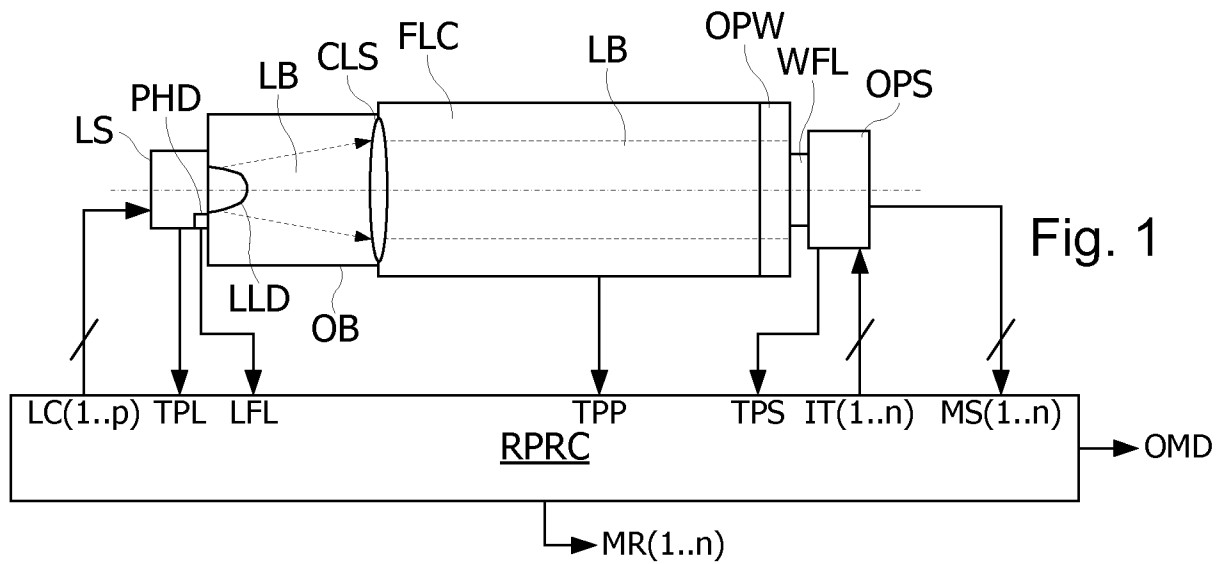 FLC
OPW
CLS
LB
WFL
LB
OPS
PHD
LS
Fig. 1
LLD
OB
LC(1..p) TPL LFL TPP TPS IT(1..n) MS(1..n)
RPRC
OMD
MR(1..n)